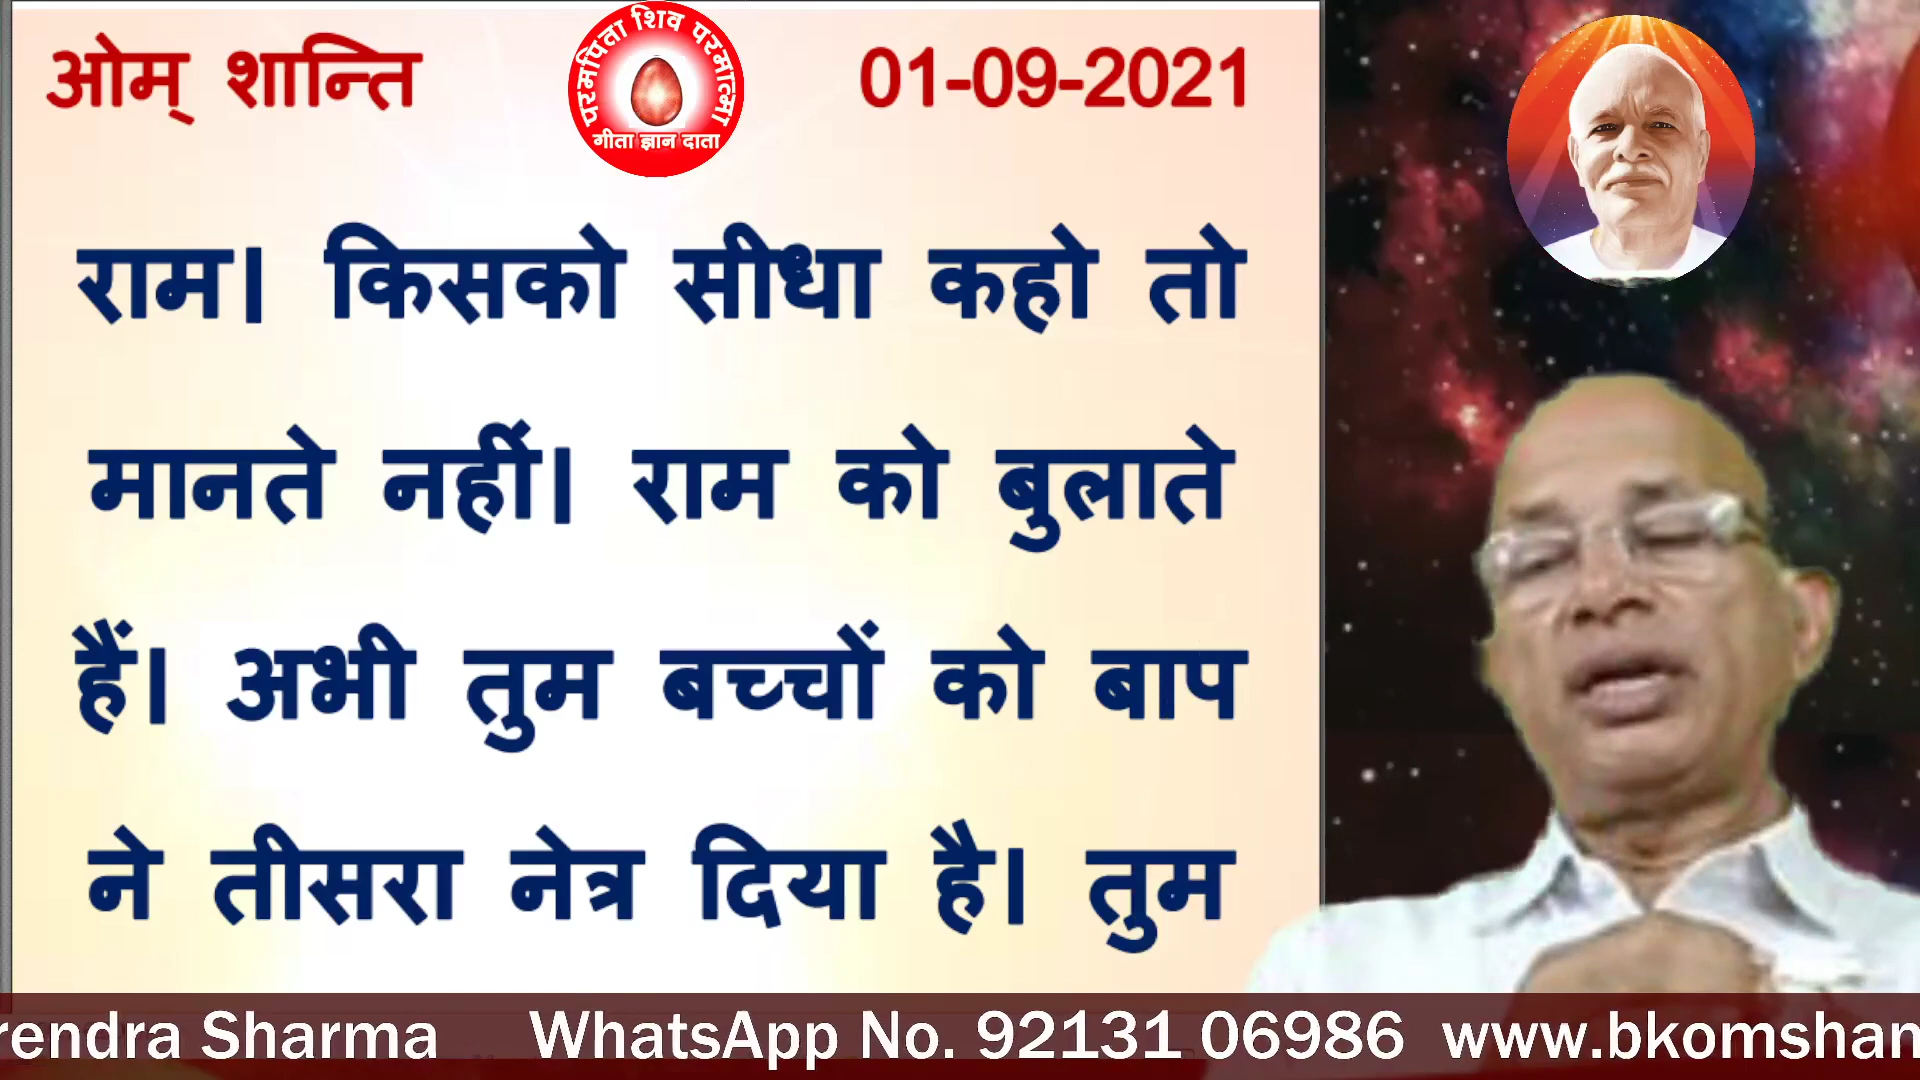 ओम् शान्ति
परमपिता शिव परमात्मा
गीता ज्ञान दाता
01-09-2021
राम। किसको सीधा कहो तो
मानते नहीं। राम को बुलाते
हैं। अभी तुम बच्चों को बाप
ने तीसरा नेत्र दिया है। तुम
rendra Sharma WhatsApp No. 92131 06986 www.bkomshan